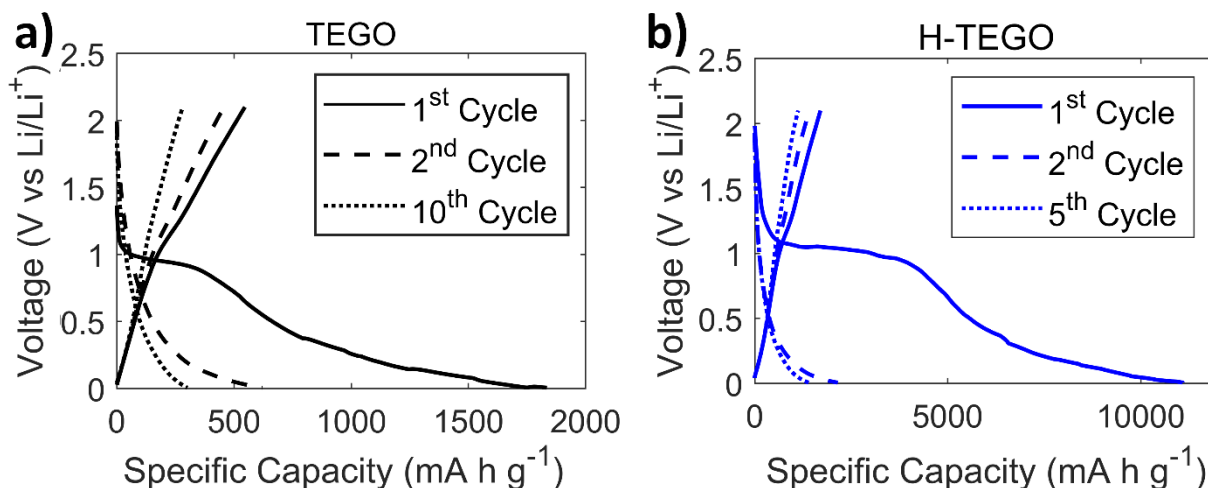 a)
TEGO
Voltage (V vs Li/Li⁺)
2.5
2
1.5
1
0.5
0
1ˢᵗ Cycle
2ⁿᵈ Cycle
10ᵗʰ Cycle
0 500 1000 1500 2000
Specific Capacity (mA h g⁻¹)
b)
H-TEGO
Voltage (V vs Li/Li⁺)
2.5
2
1.5
1
0.5
0
1ˢᵗ Cycle
2ⁿᵈ Cycle
5ᵗʰ Cycle
0 5000 10000
Specific Capacity (mA h g⁻¹)